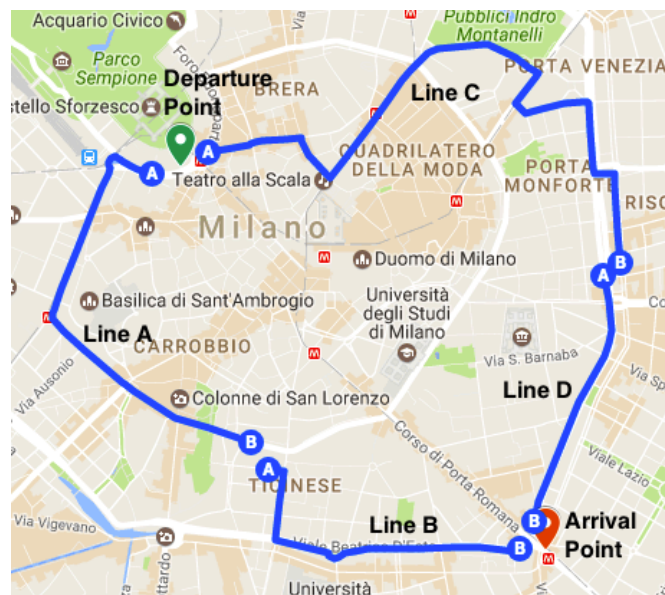 Acquario Civico
Pubblici Indro
Montanelli
Parco
Sempione
Foro
BRERA
PORTA VENEZIA
Departure
Point
stello Sforzesco
Line C
A
A
Teatro alla Scala
QUADRILATERO
DELLA MODA
PORTA
MONFORTE
RISO
Milano
M
M
M
Duomo di Milano
B
A
Basilica di Sant'Ambrogio
Università
degli Studi
di Milano
Line A
M
M
CARROBBIO
Via S. Barnaba
Via Ausonio
Line D
Colonne di San Lorenzo
Corso di Porta Romana
B
A
TICINESE
Viale Lazio
Via Vigevano
Line B
Viale Beatrice D'Este
B
B
Arrival
Point
M
Università